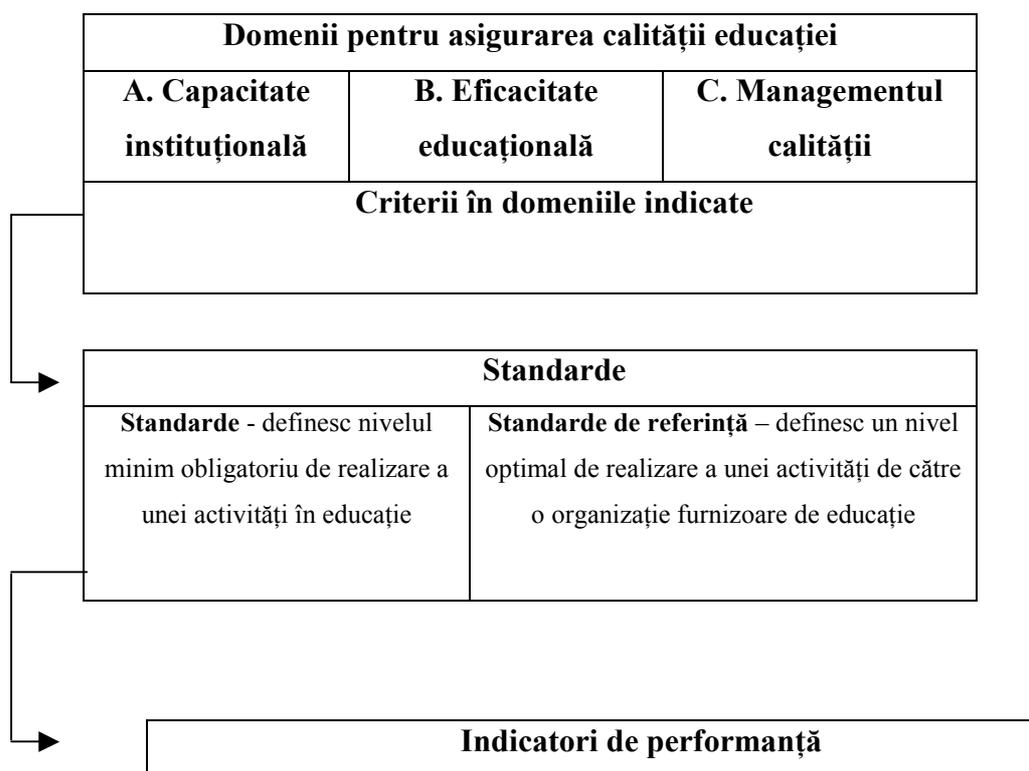 Domenii pentru asigurarea calității educației
A. Capacitate
instituțională
B. Eficacitate
educațională
C. Managementul
calității
Criterii în domeniile indicate
Standarde
Standarde - definesc nivelul
minim obligatoriu de realizare a
unei activități în educație
Standarde de referință – definesc un nivel
optimal de realizare a unei activități de către
o organizație furnizoare de educație
Indicatori de performanță